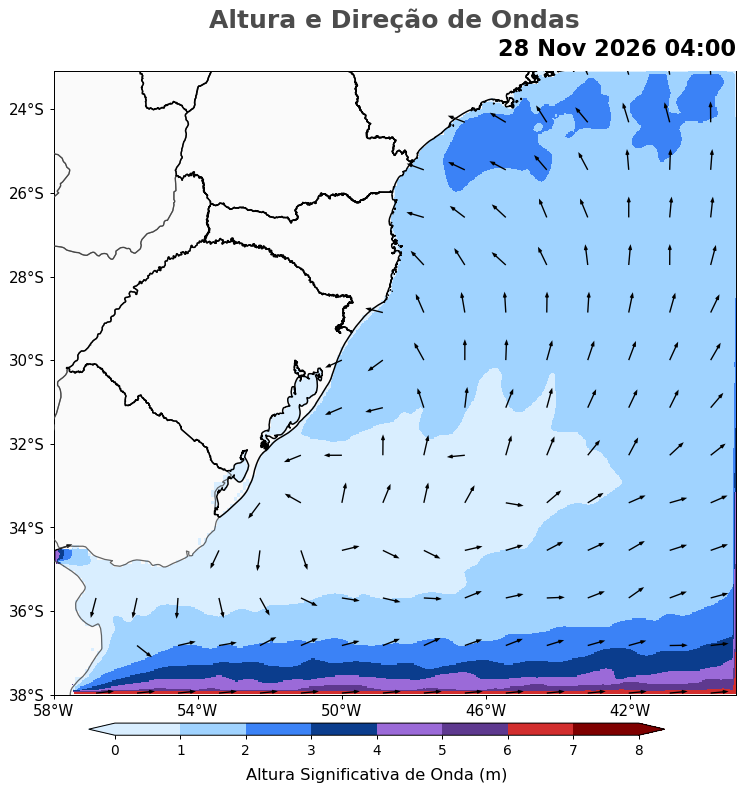 Altura e Direção de Ondas
28 Nov 2026 04:00
24°S
26°S
28°S
30°S
32°S
34°S
36°S
38°S
58°W 54°W 50°W 46°W 42°W
0 1 2 3 4 5 6 7 8
Altura Significativa de Onda (m)